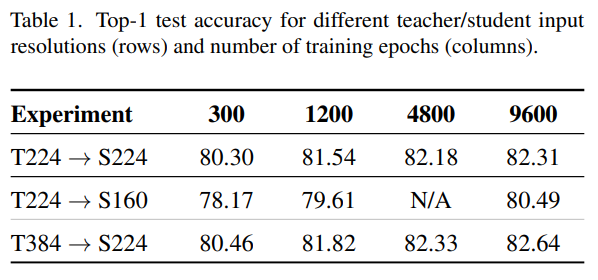 Table 1. Top-1 test accuracy for different teacher/student input
resolutions (rows) and number of training epochs (columns).
Experiment 300 1200 4800 9600
T224 → S224 80.30 81.54 82.18 82.31
T224 → S160 78.17 79.61 N/A 80.49
T384 → S224 80.46 81.82 82.33 82.64